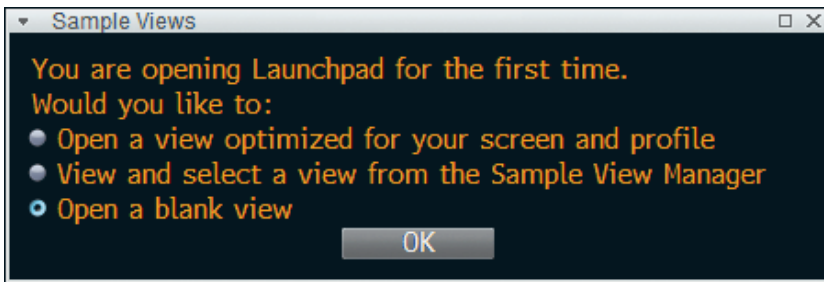 Sample Views
You are opening Launchpad for the first time.
Would you like to:
Open a view optimized for your screen and profile
View and select a view from the Sample View Manager
Open a blank view
OK